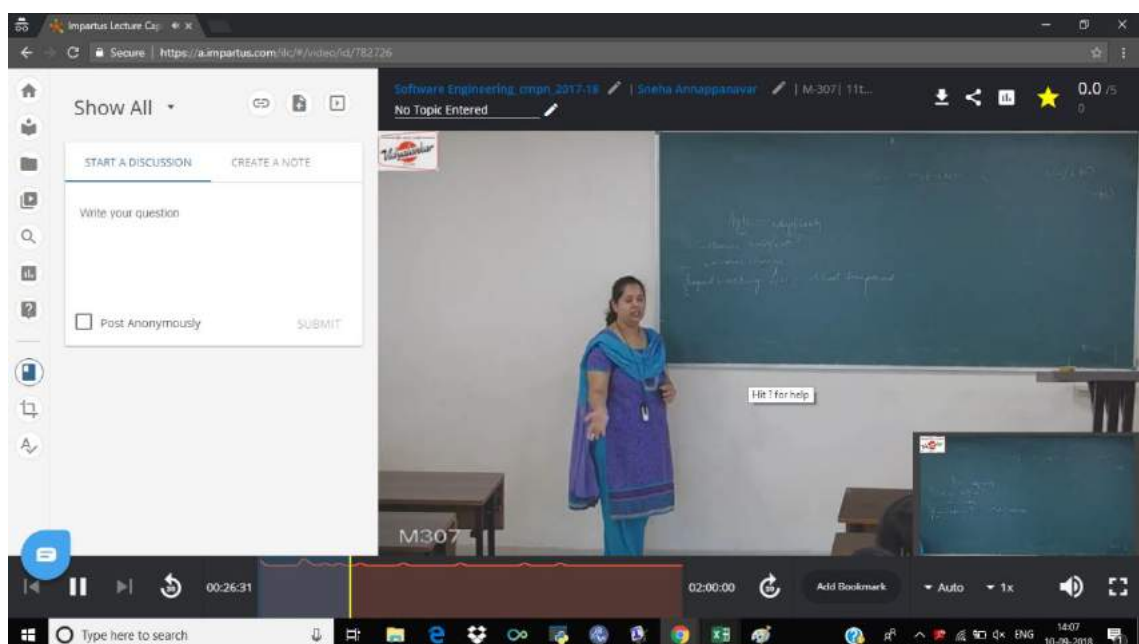 Impartus Lecture Cap
Secure | https://a.impartus.com/ilc/#/video/id/782726
Show All
START A DISCUSSION
CREATE A NOTE
Write your question
Post Anonymously
SUBMIT
Software Engineering_cmpn_2017-18 | Sneha Annappanavar | M-307| 11t...
No Topic Entered
0.0 /5
0
Vidyalankar
Hit ? for help
M307
00:26:31
02:00:00
Add Bookmark
Auto
1x
Type here to search
ENG
14:07
10-09-2018